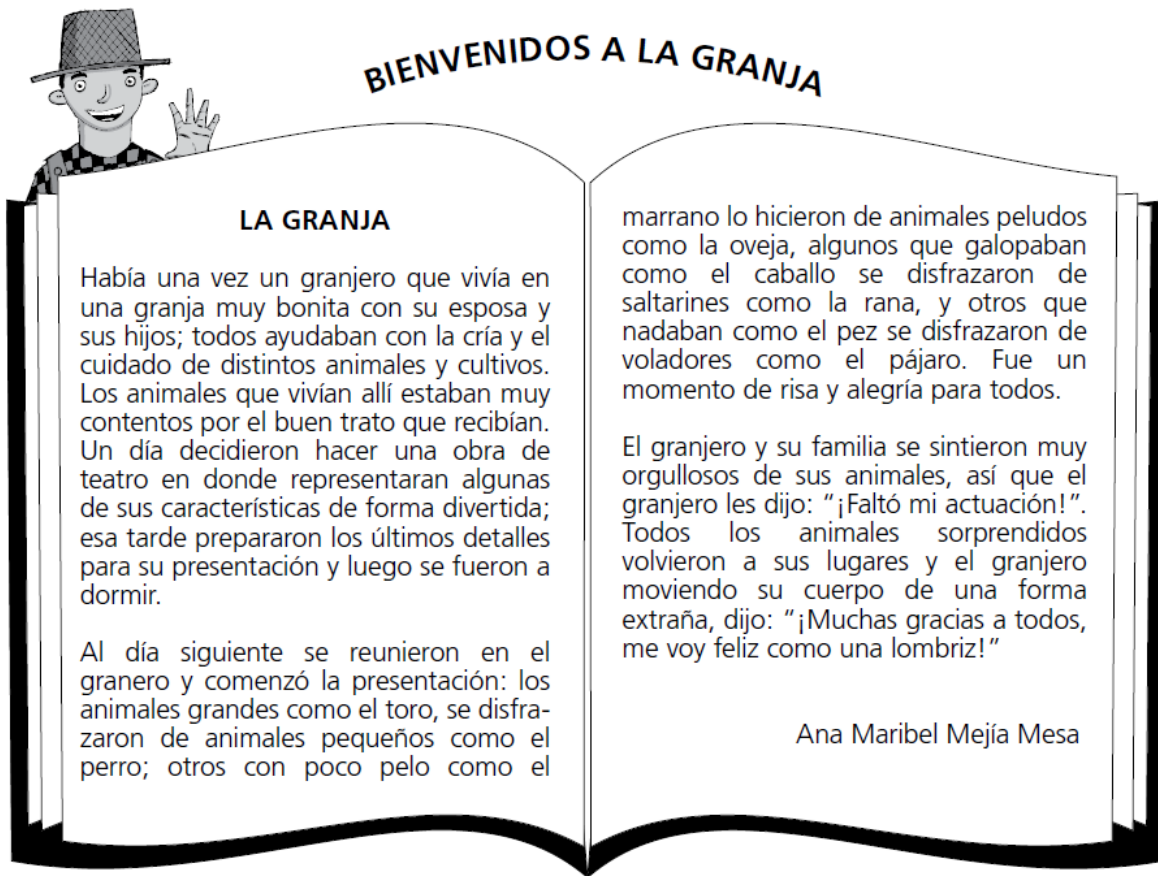 BIENVENIDOS A LA GRANJA
LA GRANJA
Había una vez un granjero que vivía en
una granja muy bonita con su esposa y
sus hijos; todos ayudaban con la cría y el
cuidado de distintos animales y cultivos.
Los animales que vivían allí estaban muy
contentos por el buen trato que recibían.
Un día decidieron hacer una obra de
teatro en donde representaran algunas
de sus características de forma divertida;
esa tarde prepararon los últimos detalles
para su presentación y luego se fueron a
dormir.
Al día siguiente se reunieron en el
granero y comenzó la presentación: los
animales grandes como el toro, se disfra-
zaron de animales pequeños como el
perro; otros con poco pelo como el
marrano lo hicieron de animales peludos
como la oveja, algunos que galopaban
como el caballo se disfrazaron de
saltarines como la rana, y otros que
nadaban como el pez se disfrazaron de
voladores como el pájaro. Fue un
momento de risa y alegría para todos.
El granjero y su familia se sintieron muy
orgullosos de sus animales, así que el
granjero les dijo: “¡Faltó mi actuación!”.
Todos los animales sorprendidos
volvieron a sus lugares y el granjero
moviendo su cuerpo de una forma
extraña, dijo: “¡Muchas gracias a todos,
me voy feliz como una lombriz!”
Ana Maribel Mejía Mesa